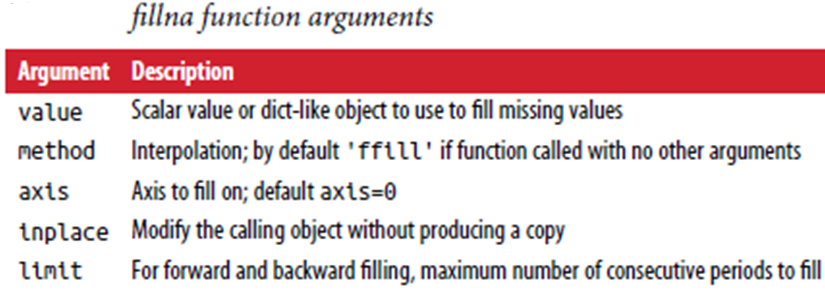 fillna function arguments
Argument Description
value Scalar value or dict-like object to use to fill missing values
method Interpolation; by default 'ffill' if function called with no other arguments
axis Axis to fill on; default axis=0
inplace Modify the calling object without producing a copy
limit For forward and backward filling, maximum number of consecutive periods to fill